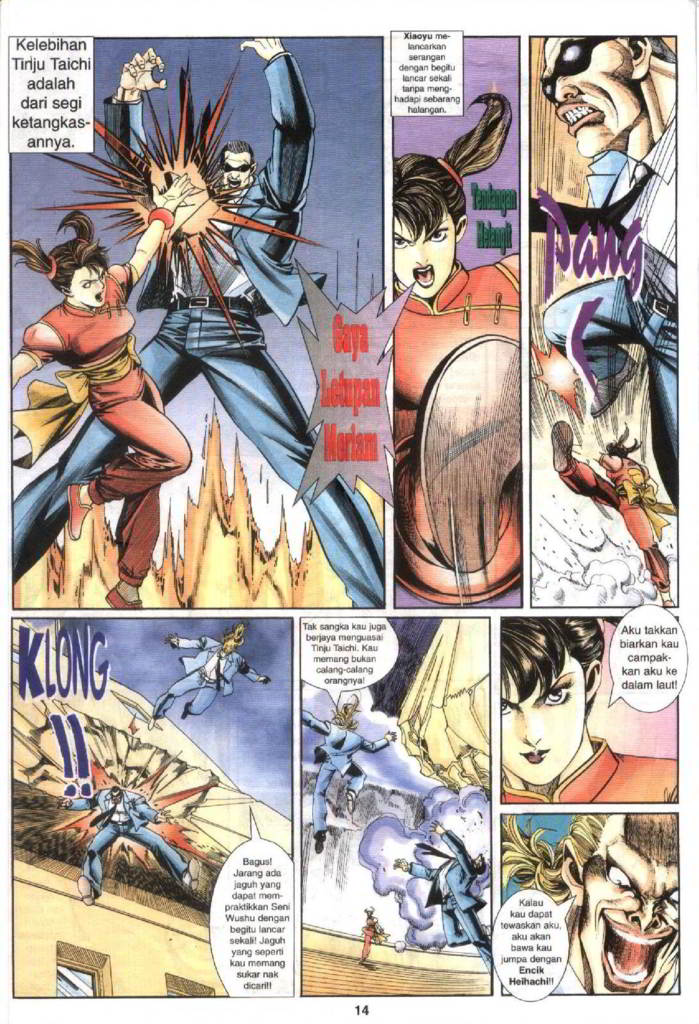 Kelebihan
Tinju Taichi
adalah
dari segi
ketangkas-
annya.
Gaya
Letupan
Meriam
Xiaoyu me-
lancarkan
serangan
dengan begitu
lancar sekali
tanpa meng-
hadapi sebarang
halangan.
Tendangan
Melangit
Pang
KLONG
!!
Bagus!
Jarang ada
jaguh yang
dapat mem-
praktikkan Seni
Wushu dengan
begitu lancar
sekali! Jaguh
yang seperti
kau memang
sukar nak
dicari!!
Tak sangka kau juga
berjaya menguasai
Tinju Taichi. Kau
memang bukan
calang-calang
orangnya!
Aku takkan
biarkan kau
campak-
kan aku ke
dalam laut!
Kalau
kau dapat
tewaskan aku,
aku akan
bawa kau
jumpa dengan
Encik
Heihachi!!
14